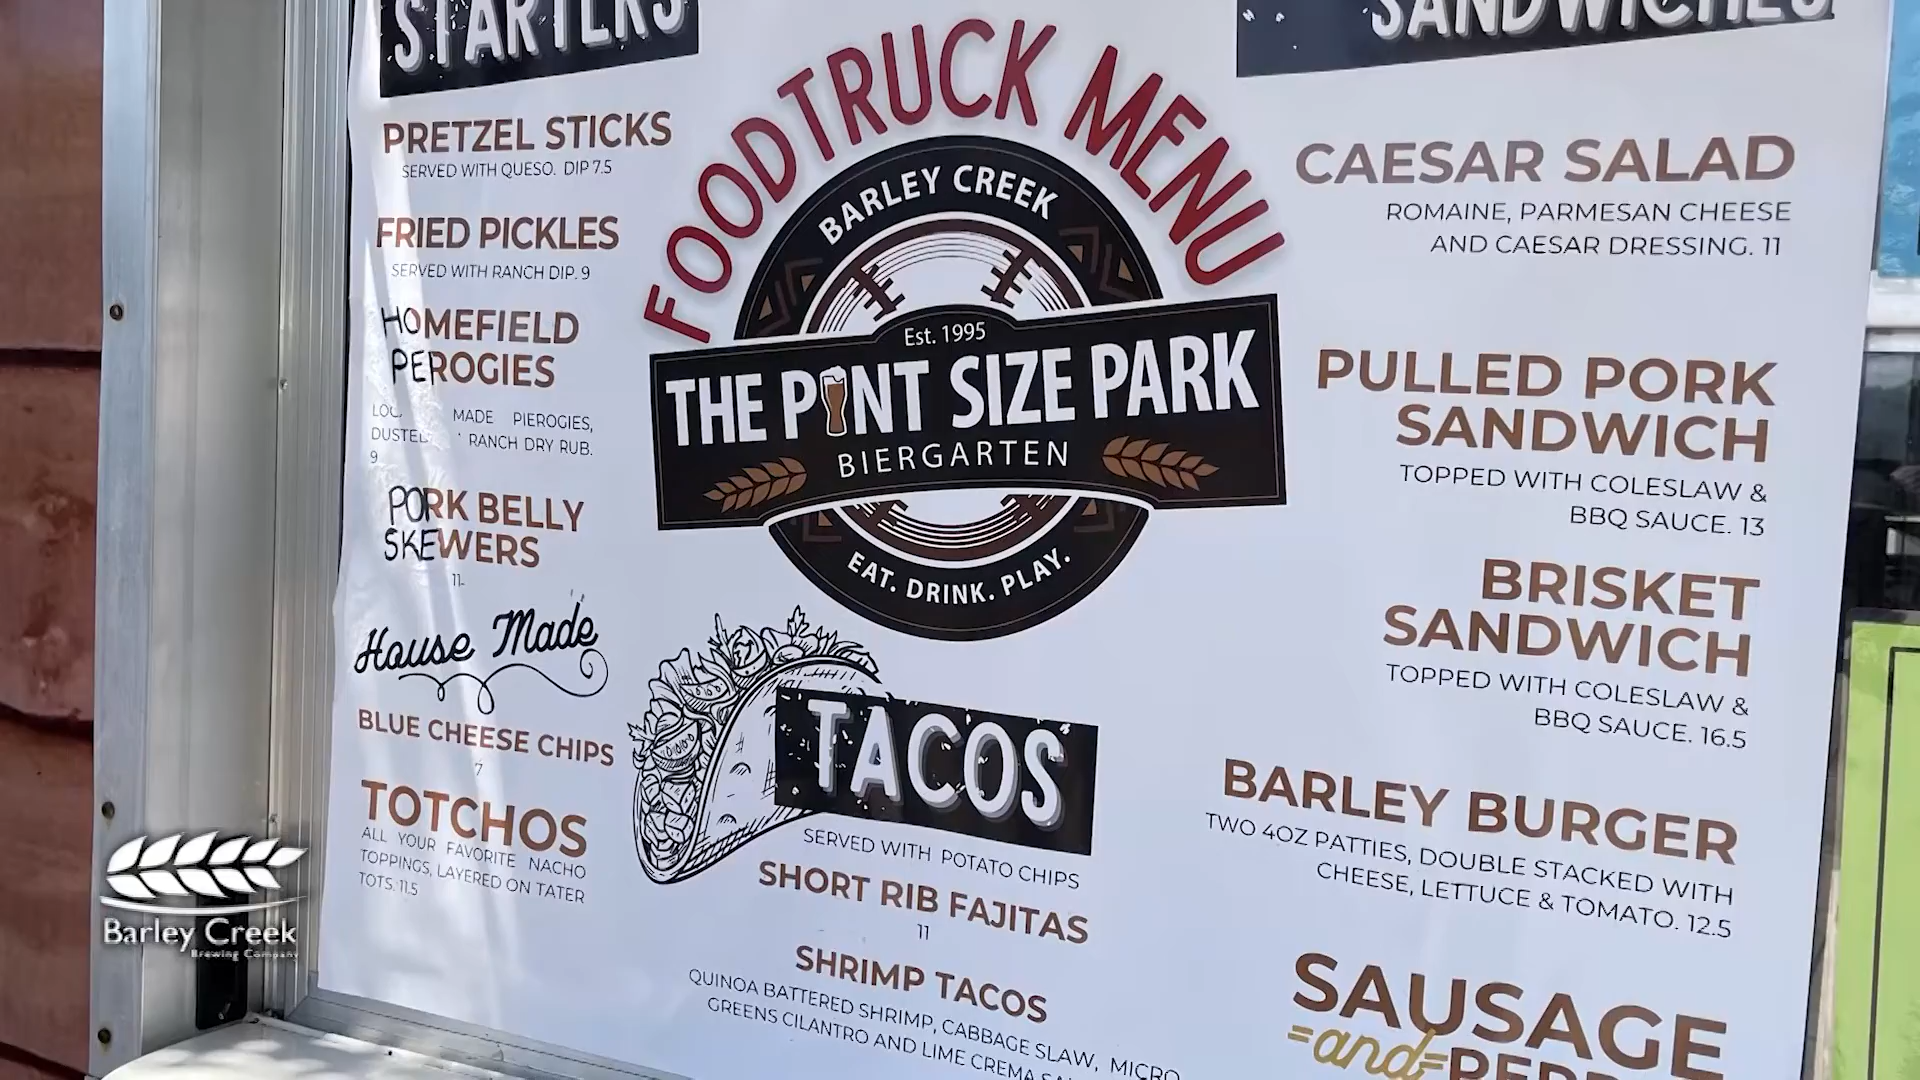 STARTERS
PRETZEL STICKS
SERVED WITH QUESO. DIP 7.5
FRIED PICKLES
SERVED WITH RANCH DIP. 9
HOMEFIELD
PEROGIES
MADE PIEROGIES,
RANCH DRY RUB.
9
PORK BELLY
SKEWERS
11
House Made
BLUE CHEESE CHIPS
7
TOTCHOS
ALL YOUR FAVORITE NACHO
TOPPINGS, LAYERED ON TATER
TOTS. 11.5
FOODTRUCK MENU
BARLEY CREEK
Est. 1995
THE PINT SIZE PARK
BIERGARTEN
EAT. DRINK. PLAY.
TACOS
SERVED WITH POTATO CHIPS
SHORT RIB FAJITAS
11
SHRIMP TACOS
QUINOA BATTERED SHRIMP, CABBAGE SLAW, MICRO
GREENS CILANTRO AND LIME CREMA
SANDWICHES
CAESAR SALAD
ROMAINE, PARMESAN CHEESE
AND CAESAR DRESSING. 11
PULLED PORK
SANDWICH
TOPPED WITH COLESLAW &
BBQ SAUCE. 13
BRISKET
SANDWICH
TOPPED WITH COLESLAW &
BBQ SAUCE. 16.5
BARLEY BURGER
TWO 4OZ PATTIES, DOUBLE STACKED WITH
CHEESE, LETTUCE & TOMATO. 12.5
SAUSAGE
=and=
Barley Creek
Brewing Company